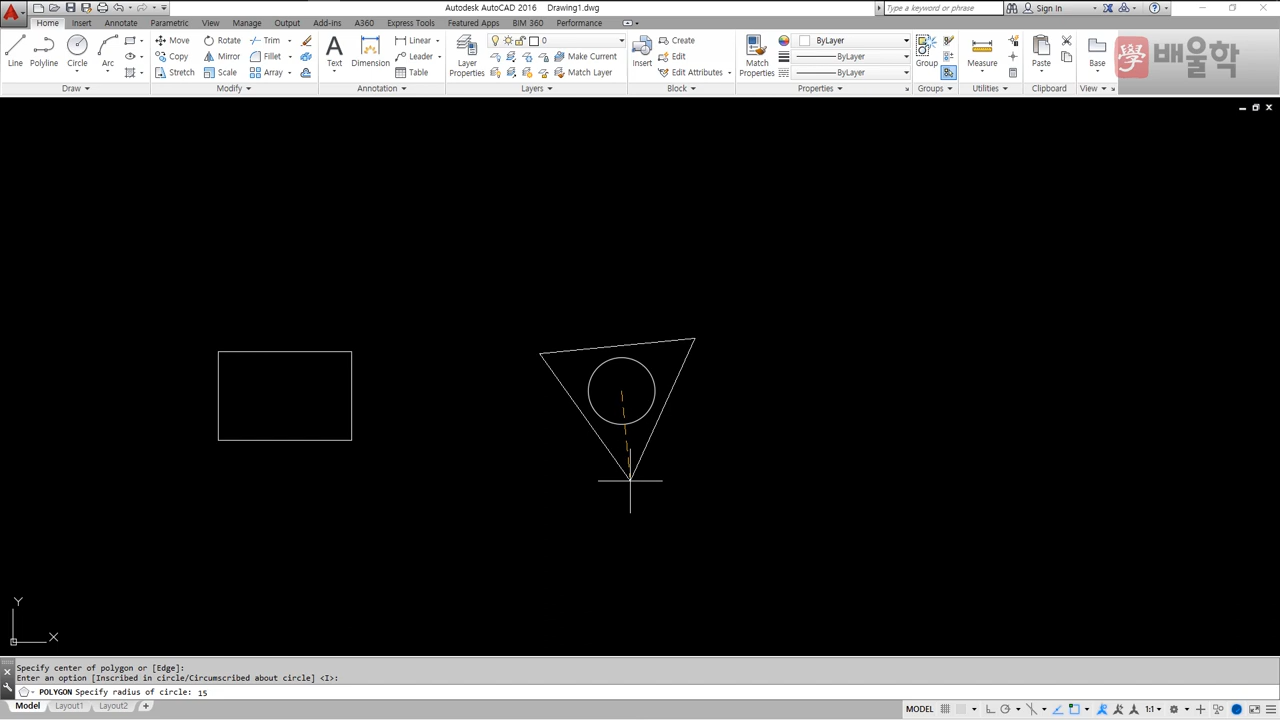 Autodesk AutoCAD 2016 Drawing1.dwg
Type a keyword or phrase
Sign In
Home Insert Annotate Parametric View Manage Output Add-ins A360 Express Tools Featured Apps BIM 360 Performance
Line Polyline Circle Arc
Move Rotate Trim
Copy Mirror Fillet
Stretch Scale Array
Text Dimension
Linear
Leader
Table
Layer Properties
0
Make Current
Match Layer
Insert
Create
Edit
Edit Attributes
Match Properties
ByLayer
ByLayer
ByLayer
Group
Measure
Paste
Base
學 배울학
Draw Modify Annotation Layers Block Properties Groups Utilities Clipboard View
Y
X
Specify center of polygon or [Edge]:
Enter an option [Inscribed in circle/Circumscribed about circle] <I>:
POLYGON Specify radius of circle: 15
Model Layout1 Layout2 +
MODEL 1:1